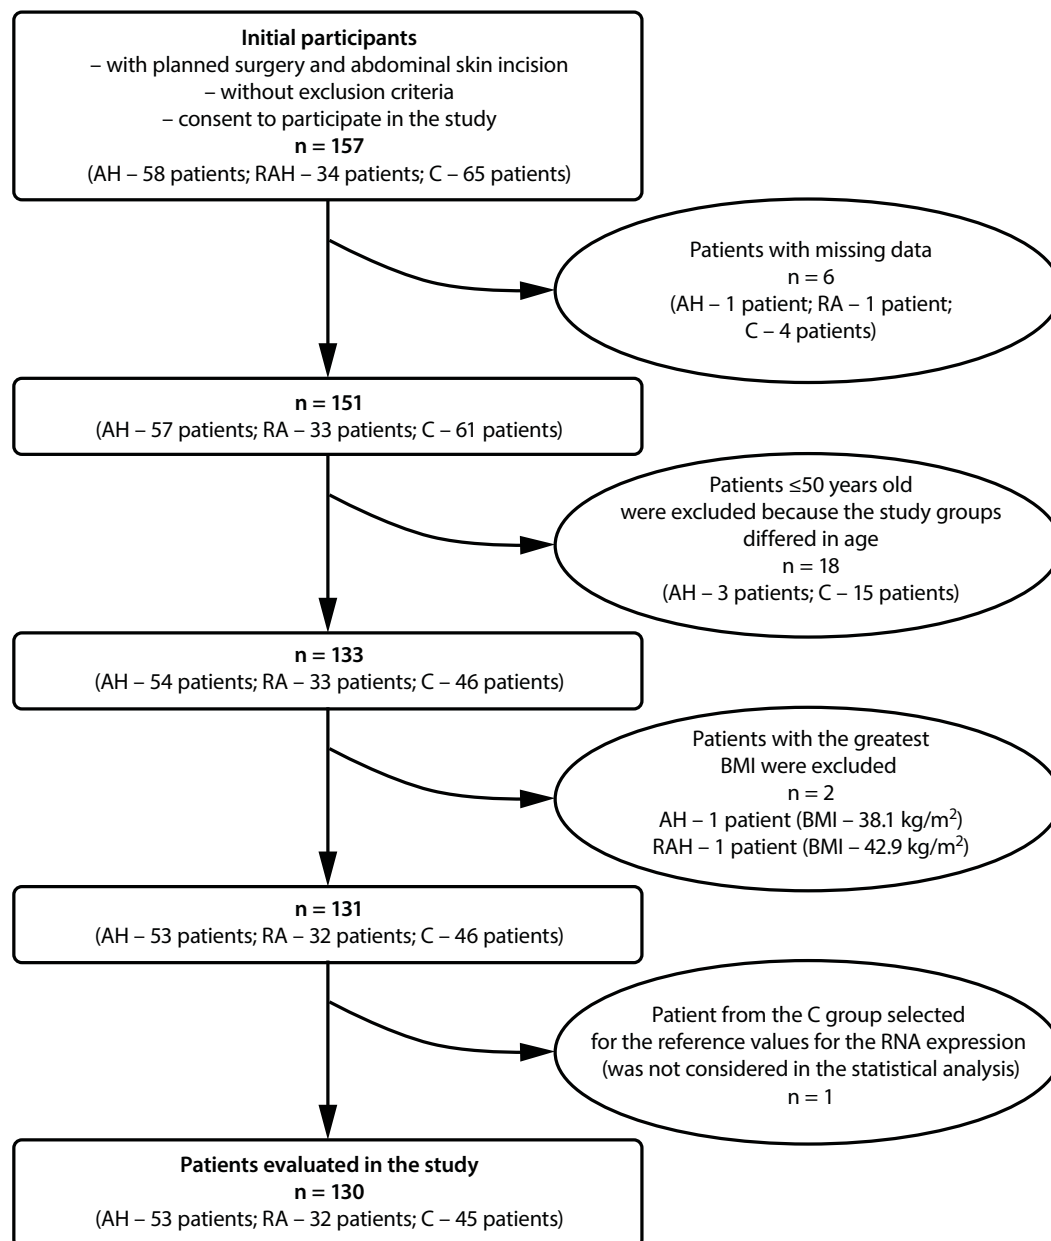 Initial participants
– with planned surgery and abdominal skin incision
– without exclusion criteria
– consent to participate in the study
n = 157
(AH – 58 patients; RAH – 34 patients; C – 65 patients)
Patients with missing data
n = 6
(AH – 1 patient; RA – 1 patient;
C – 4 patients)
n = 151
(AH – 57 patients; RA – 33 patients; C – 61 patients)
Patients ≤50 years old
were excluded because the study groups
differed in age
n = 18
(AH – 3 patients; C – 15 patients)
n = 133
(AH – 54 patients; RA – 33 patients; C – 46 patients)
Patients with the greatest
BMI were excluded
n = 2
AH – 1 patient (BMI – 38.1 kg/m²)
RAH – 1 patient (BMI – 42.9 kg/m²)
n = 131
(AH – 53 patients; RA – 32 patients; C – 46 patients)
Patient from the C group selected
for the reference values for the RNA expression
(was not considered in the statistical analysis)
n = 1
Patients evaluated in the study
n = 130
(AH – 53 patients; RA – 32 patients; C – 45 patients)